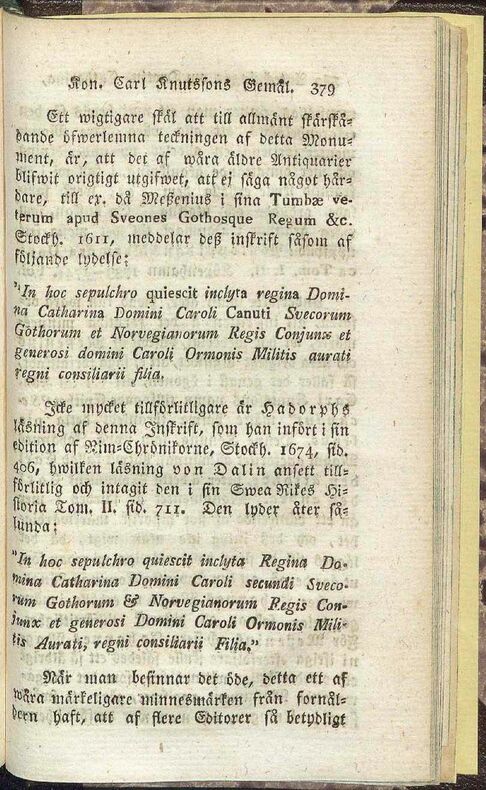 Kon. Carl Knutssons Gemål. 379
Ett wigtigare skäl att till allmänt skärskå-
dande öfwerlemna teckningen af detta Monu-
ment, är, att det af wåra äldre Antiquarier
blifwit origtigt utgifwet, att ej säga något hår-
dare, till ex. då Meßenius i sina Tumbæ ve-
terum apud Sveones Gothosque Regum &c.
Stockh. 1611, meddelar deß inskrift såsom af
följande lydelse:
"In hoc sepulchro quiescit inclyta regina Domi-
na Catharina Domini Caroli Canuti Svecorum
Gothorum et Norvegianorum Regis Conjunx et
generosi domini Caroli Ormonis Militis aurati
regni consiliarii filia.
Icke mycket tillförlitligare är Hadorphs
läsning af denna Inskrift, som han infört i sin
edition af Rim-Chrönikorne, Stockh. 1674, sid.
406, hwilken läsning von Dalin ansett till-
förlitlig och intagit den i sin Swea Rikes Hi-
storia Tom. II. sid. 711. Den lyder åter så-
lunda:
"In hoc sepulchro quiescit inclyta Regina Do-
mina Catharina Domini Caroli secundi Sveco-
rum Gothorum & Norvegianorum Regis Con-
junx et generosi Domini Caroli Ormonis Mili-
tis Aurati, regni consiliarii Filia."
När man besinnar det öde, detta ett af
wåra märkeligare minnesmärken från fornål-
dern haft, att af flere Editorer så betydligt